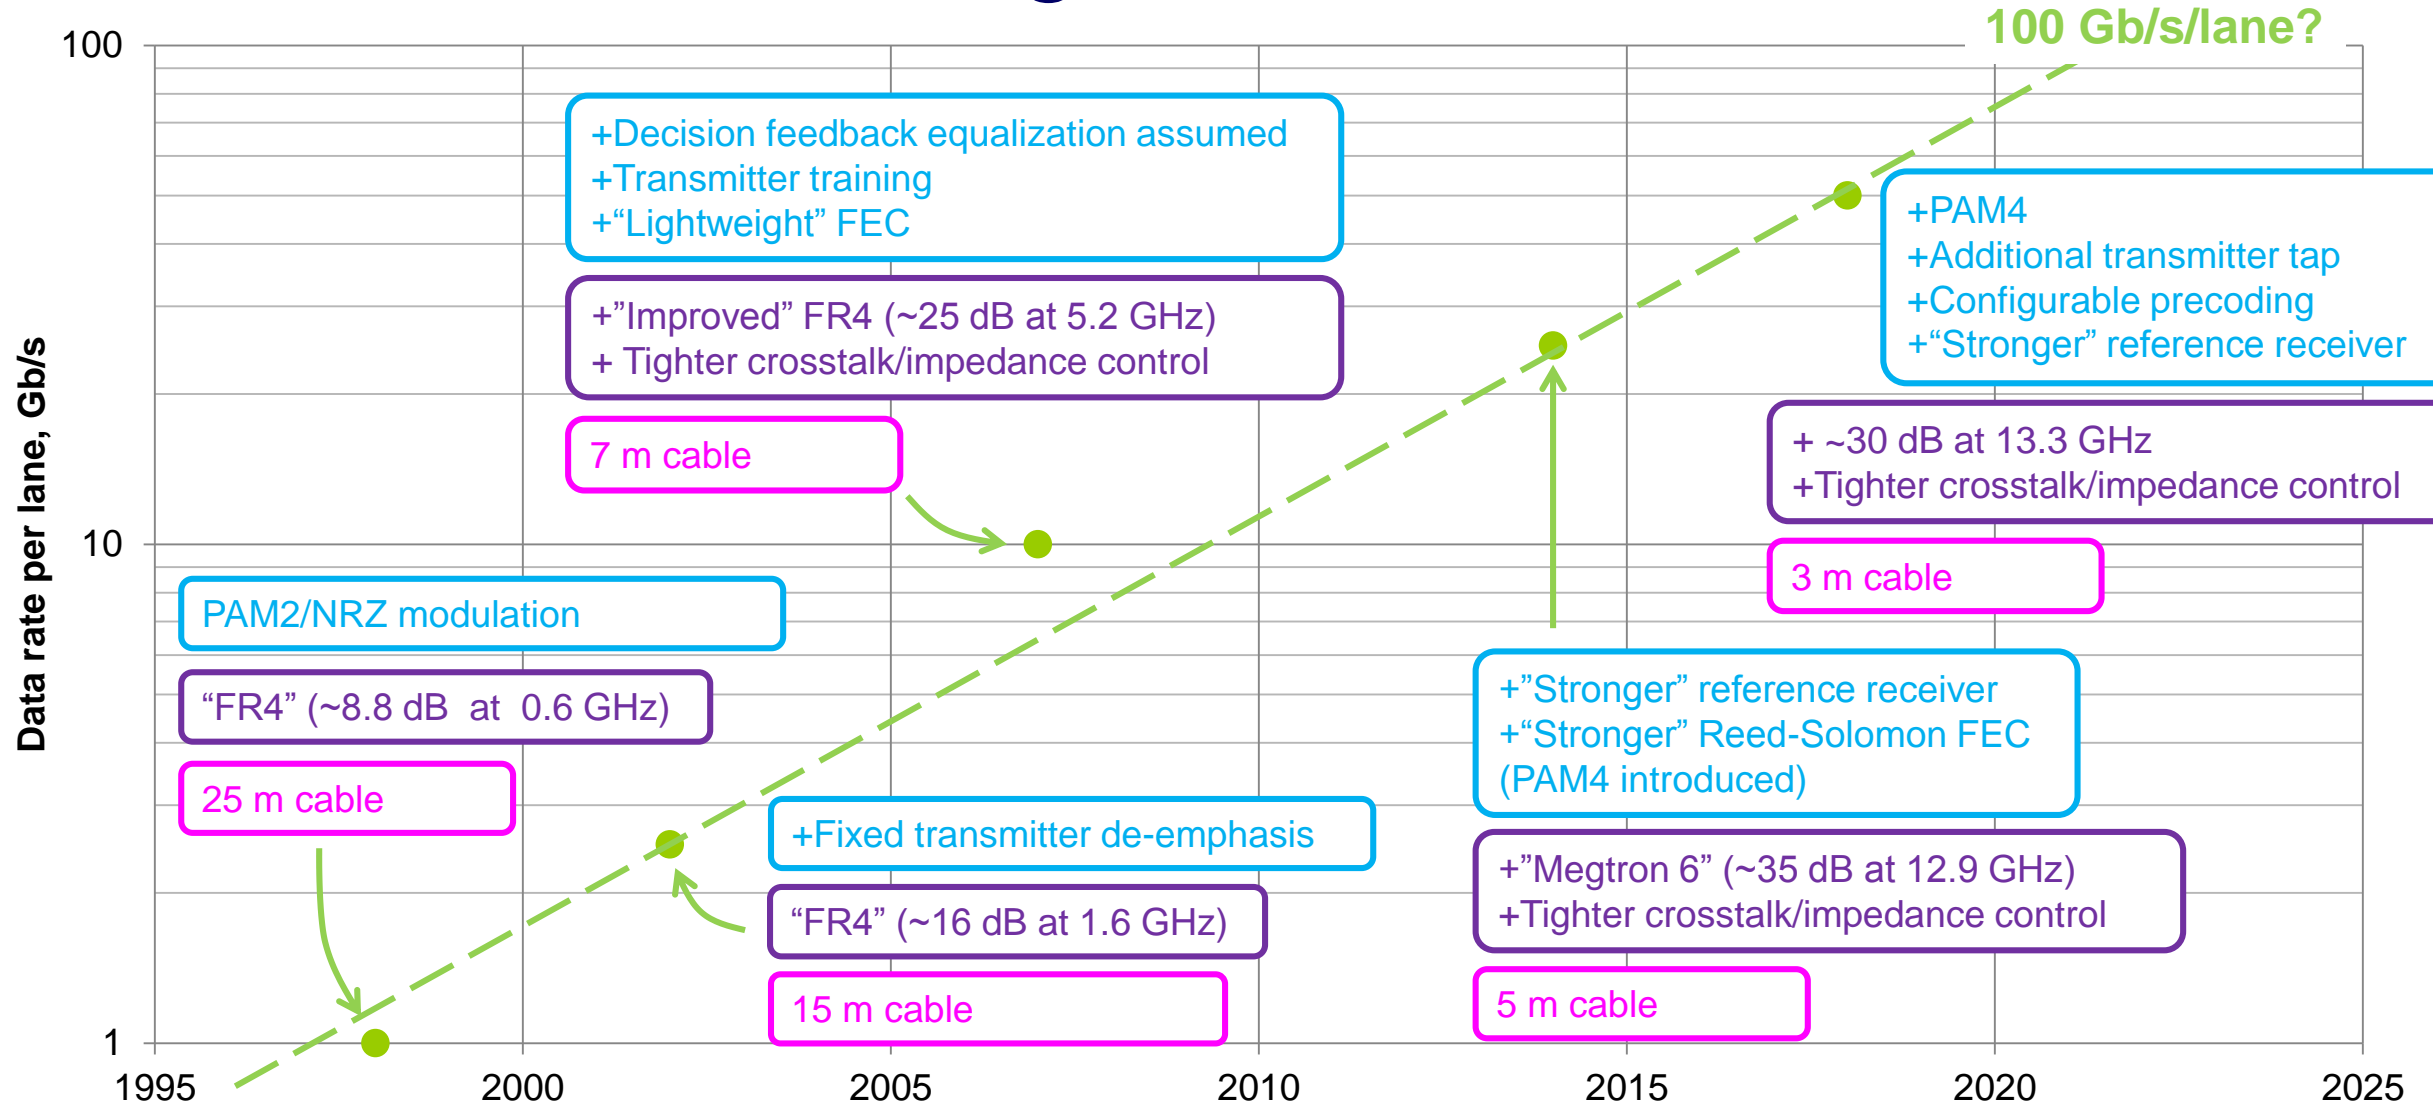 100 Gb/s/lane?
100
10
1
Data rate per lane, Gb/s
+Decision feedback equalization assumed
+Transmitter training
+“Lightweight” FEC
+”Improved” FR4 (~25 dB at 5.2 GHz)
+ Tighter crosstalk/impedance control
7 m cable
+PAM4
+Additional transmitter tap
+Configurable precoding
+“Stronger” reference receiver
+ ~30 dB at 13.3 GHz
+Tighter crosstalk/impedance control
3 m cable
PAM2/NRZ modulation
“FR4” (~8.8 dB at 0.6 GHz)
25 m cable
+Fixed transmitter de-emphasis
“FR4” (~16 dB at 1.6 GHz)
15 m cable
+”Stronger” reference receiver
+“Stronger” Reed-Solomon FEC
(PAM4 introduced)
+”Megtron 6” (~35 dB at 12.9 GHz)
+Tighter crosstalk/impedance control
5 m cable
1995 2000 2005 2010 2015 2020 2025